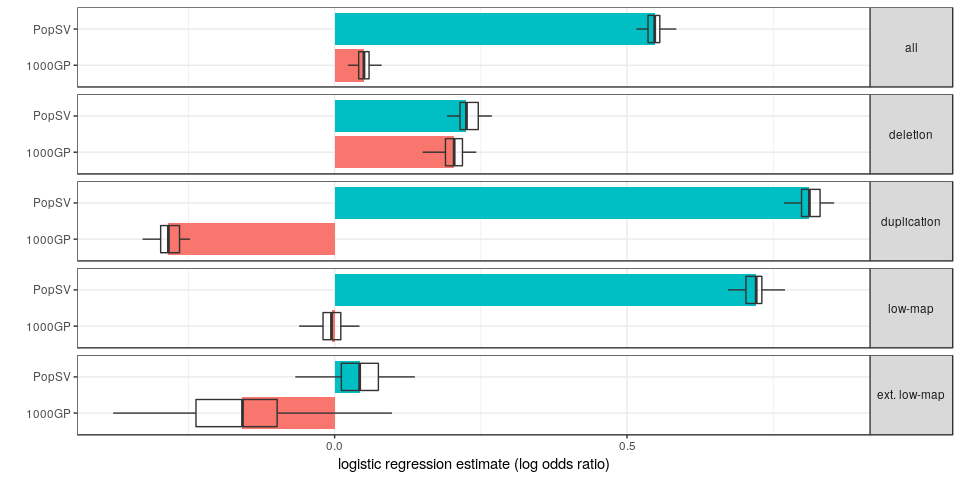 PopSV
1000GP
all
PopSV
1000GP
deletion
PopSV
1000GP
duplication
PopSV
1000GP
low-map
PopSV
1000GP
ext. low-map
0.0
0.5
logistic regression estimate (log odds ratio)